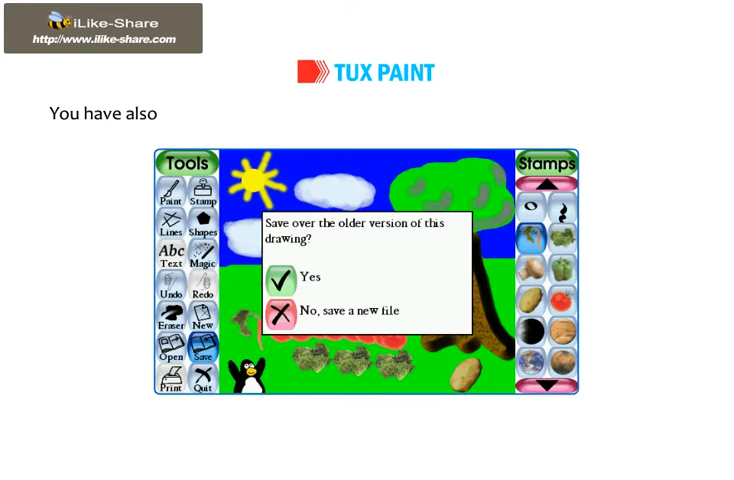 iLike-Share
http://www.ilike-share.com
TUX PAINT
You have also
Tools
Stamps
Paint
Stamp
Lines
Shapes
Abc
Text
Magic
Undo
Redo
Eraser
New
Open
Save
Print
Quit
Save over the older version of this
drawing?
Yes
No, save a new file